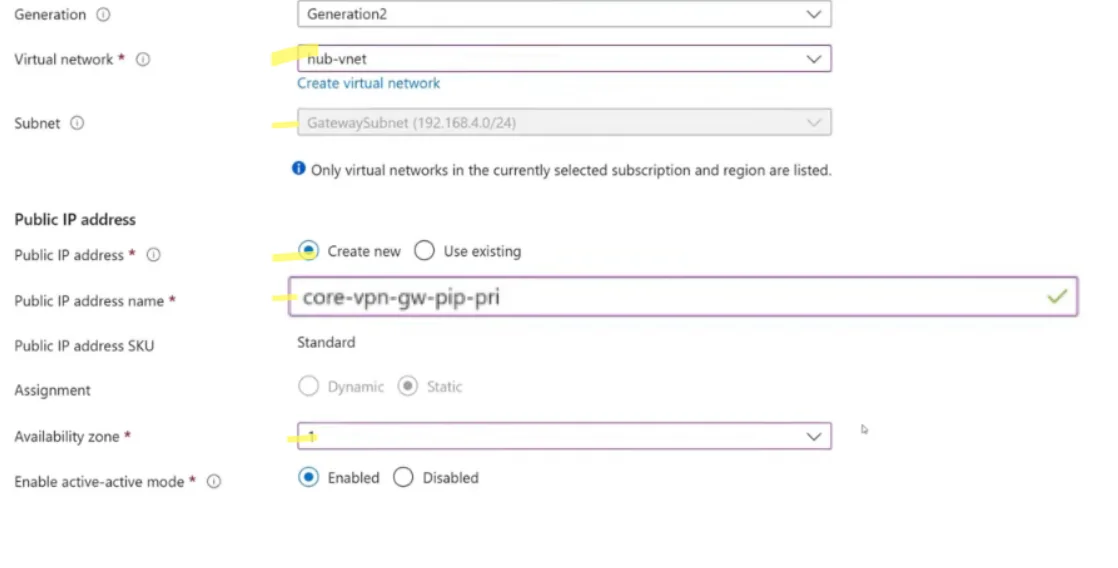 Generation
Generation2
Virtual network *
hub-vnet
Create virtual network
Subnet
GatewaySubnet (192.168.4.0/24)
Only virtual networks in the currently selected subscription and region are listed.
Public IP address
Public IP address *
Create new
Use existing
Public IP address name *
core-vpn-gw-pip-pri
Public IP address SKU
Standard
Assignment
Dynamic
Static
Availability zone *
1
Enable active-active mode *
Enabled
Disabled